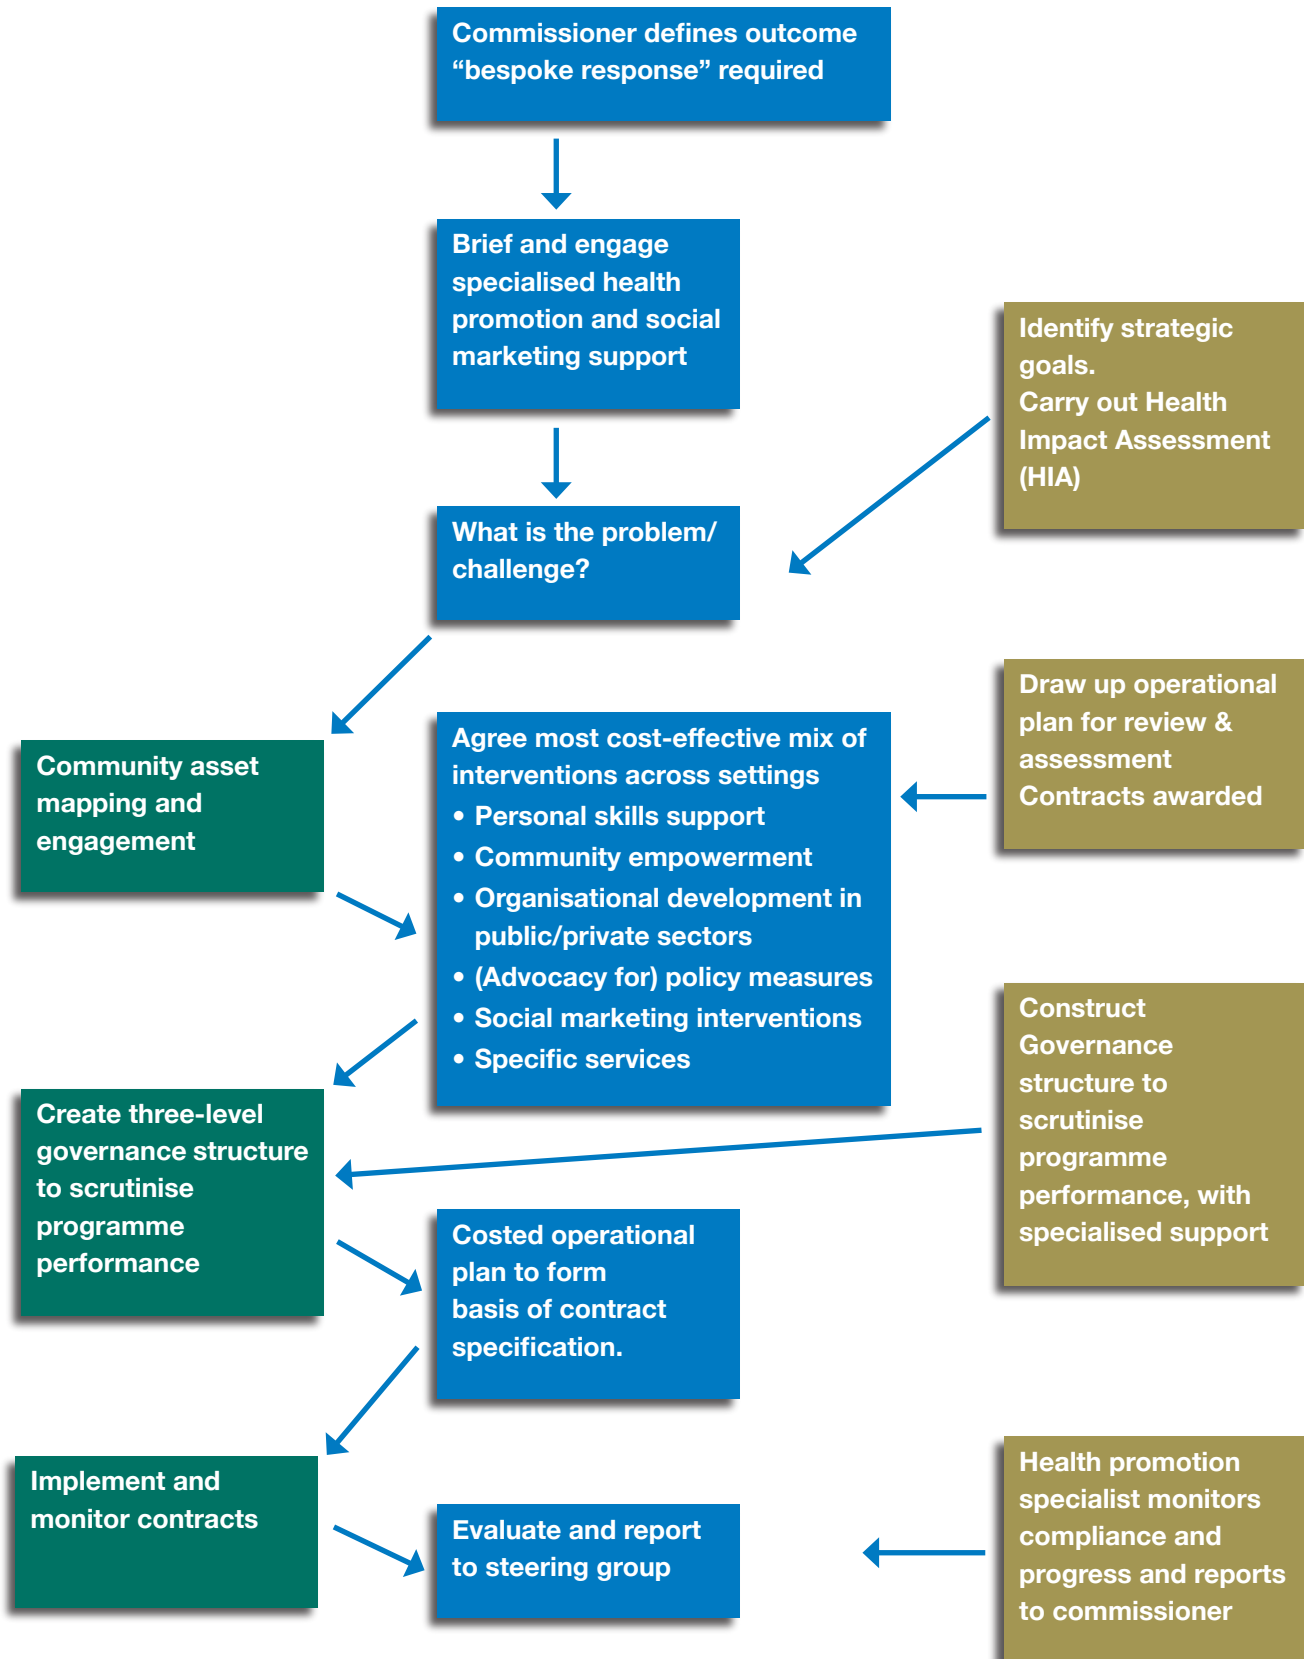 Commissioner defines outcome
“bespoke response” required
Brief and engage
specialised health
promotion and social
marketing support
Identify strategic
goals.
Carry out Health
Impact Assessment
(HIA)
What is the problem/
challenge?
Draw up operational
plan for review &
assessment
Contracts awarded
Community asset
mapping and
engagement
Agree most cost-effective mix of
interventions across settings
• Personal skills support
• Community empowerment
• Organisational development in
public/private sectors
• (Advocacy for) policy measures
• Social marketing interventions
• Specific services
Construct
Governance
structure to
scrutinise
programme
performance, with
specialised support
Create three-level
governance structure
to scrutinise
programme
performance
Costed operational
plan to form
basis of contract
specification.
Implement and
monitor contracts
Evaluate and report
to steering group
Health promotion
specialist monitors
compliance and
progress and reports
to commissioner